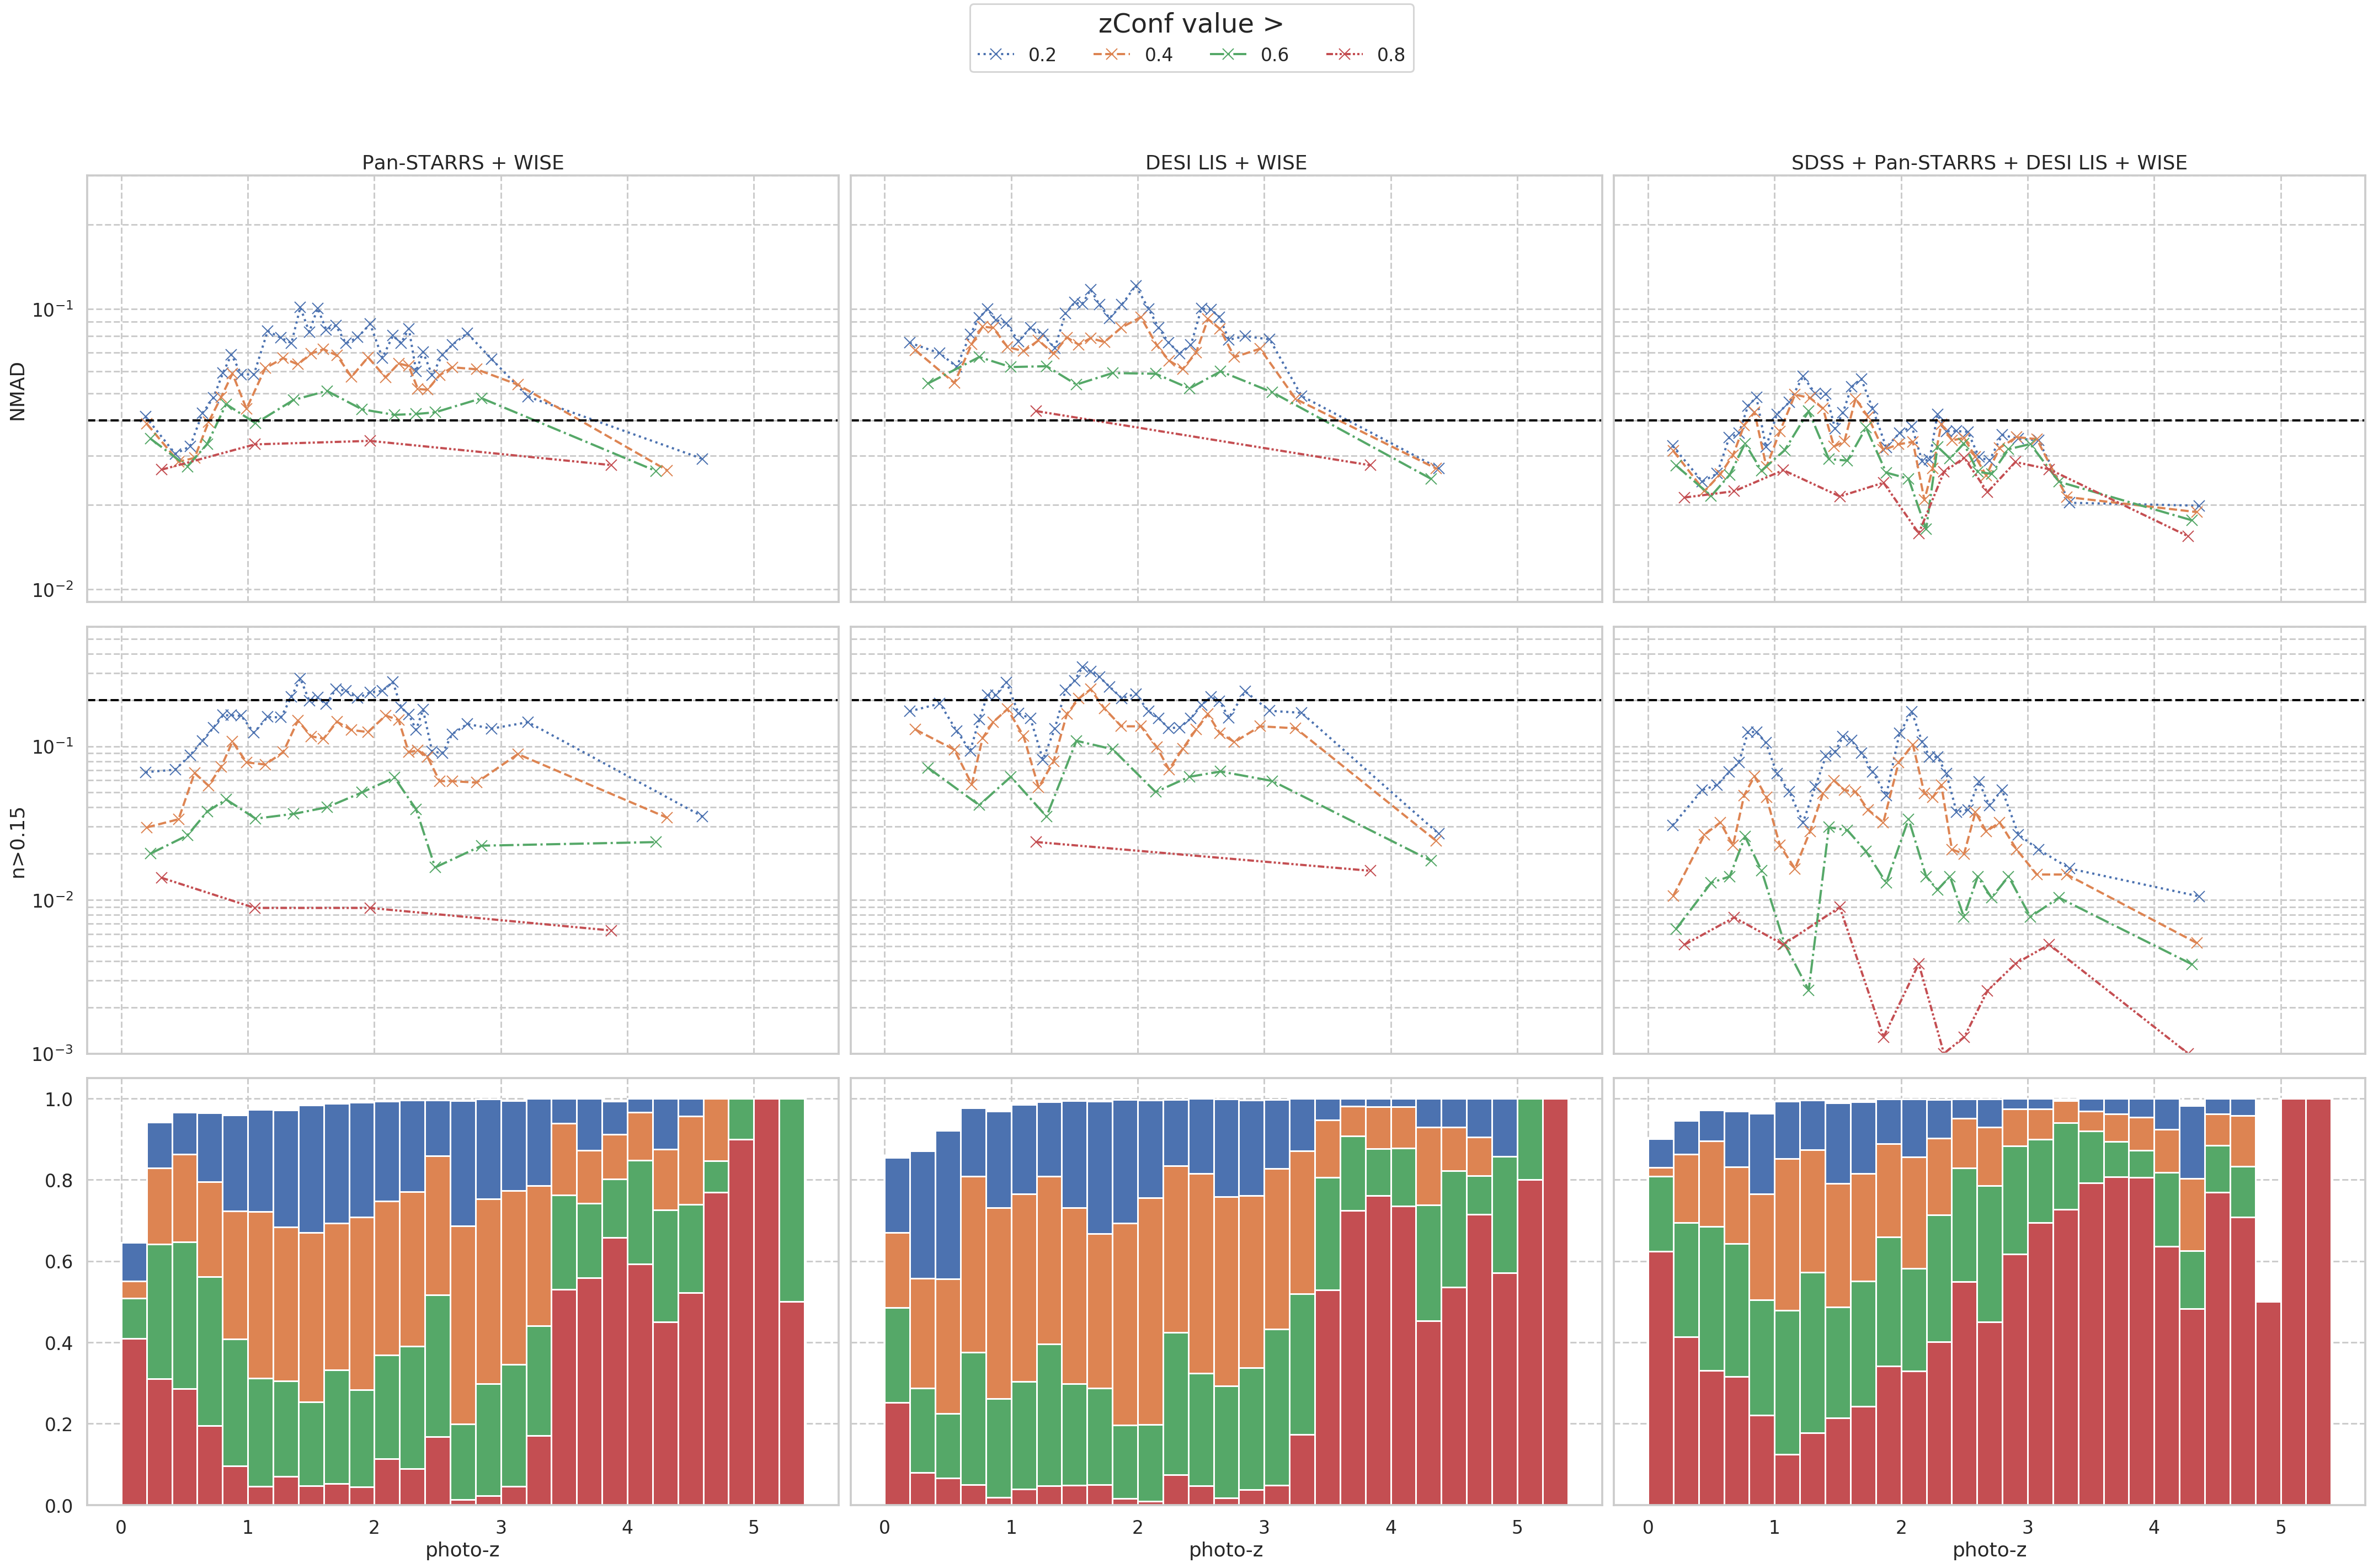 zConf value >
0.2 0.4 0.6 0.8
Pan-STARRS + WISE DESI LIS + WISE SDSS + Pan-STARRS + DESI LIS + WISE
NMAD
10⁻¹
10⁻²
n>0.15
10⁻¹
10⁻²
10⁻³
1.0
0.8
0.6
0.4
0.2
0.0
0 1 2 3 4 5 0 1 2 3 4 5 0 1 2 3 4 5
photo-z photo-z photo-z